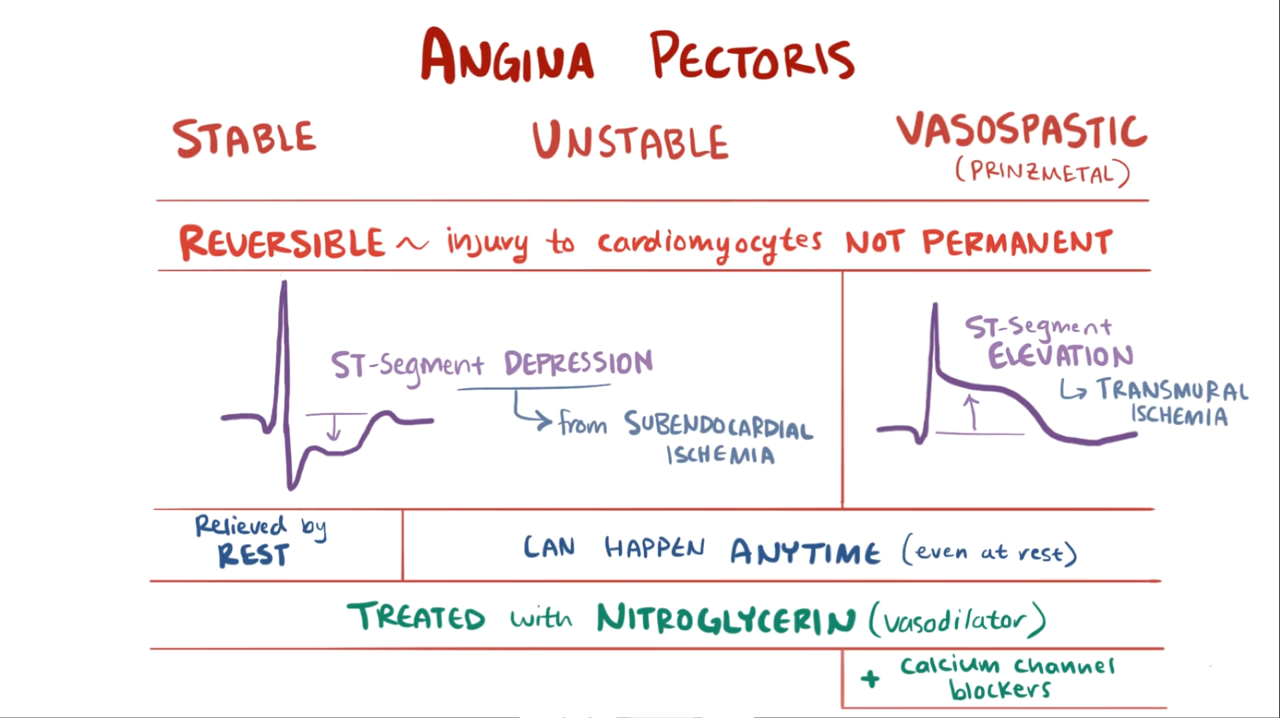 ANGINA PECTORIS
STABLE
UNSTABLE
VASOSPASTIC
(PRINZMETAL)
REVERSIBLE ~ injury to cardiomyocytes NOT PERMANENT
ST-Segment DEPRESSION
↳ from SUBENDOCARDIAL
ISCHEMIA
ST-Segment
ELEVATION
↳ TRANSMURAL
ISCHEMIA
Relieved by
REST
CAN HAPPEN ANYTIME (even at rest)
TREATED with NITROGLYCERIN (vasodilator)
+ Calcium channel
blockers